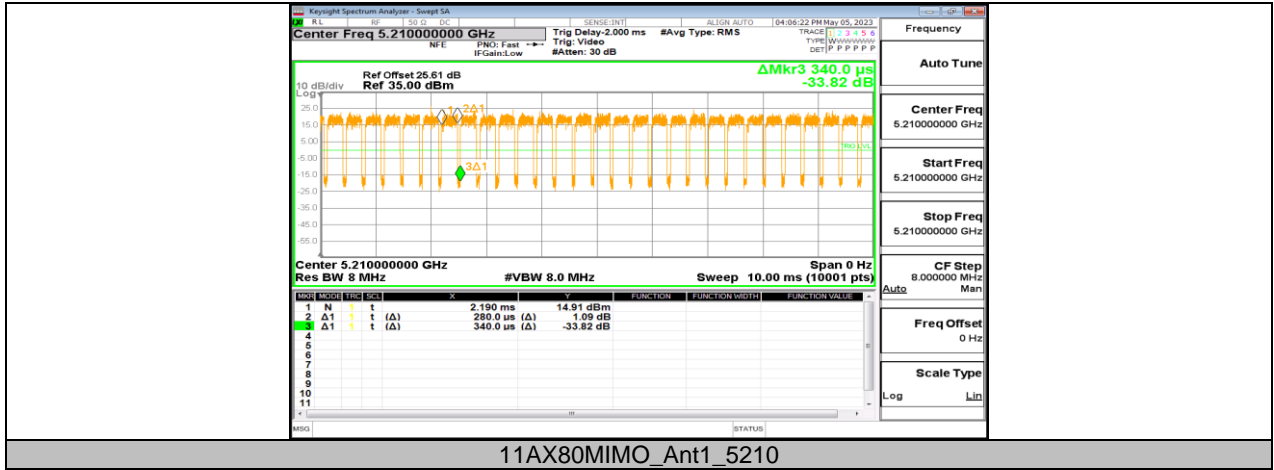 Keysight Spectrum Analyzer - Swept SA
RL RF 50 Ω DC SENSE:INT ALIGN AUTO 04:06:22 PM May 05, 2023
Center Freq 5.210000000 GHz
NFE PNO: Fast IFGain:Low
Trig Delay-2.000 ms #Avg Type: RMS
Trig: Video
#Atten: 30 dB
TRACE 1 2 3 4 5 6
TYPE WWWWWW
DET P P P P P P
ΔMkr3 340.0 µs
-33.82 dB
Ref Offset 25.61 dB
10 dB/div Ref 35.00 dBm
Log
25.0
15.0
5.00
-5.00
-15.0
-25.0
-35.0
-45.0
-55.0
1 2Δ1
3Δ1
TRIG LVL
Center 5.210000000 GHz Span 0 Hz
Res BW 8 MHz #VBW 8.0 MHz Sweep 10.00 ms (10001 pts)
MKR MODE TRC SCL X Y FUNCTION FUNCTION WIDTH FUNCTION VALUE
1 N 1 t 2.190 ms 14.91 dBm
2 Δ1 1 t (Δ) 280.0 µs (Δ) 1.09 dB
3 Δ1 1 t (Δ) 340.0 µs (Δ) -33.82 dB
4
5
6
7
8
9
10
11
MSG STATUS
Frequency
Auto Tune
Center Freq
5.210000000 GHz
Start Freq
5.210000000 GHz
Stop Freq
5.210000000 GHz
CF Step
8.000000 MHz
Auto Man
Freq Offset
0 Hz
Scale Type
Log Lin
11AX80MIMO_Ant1_5210